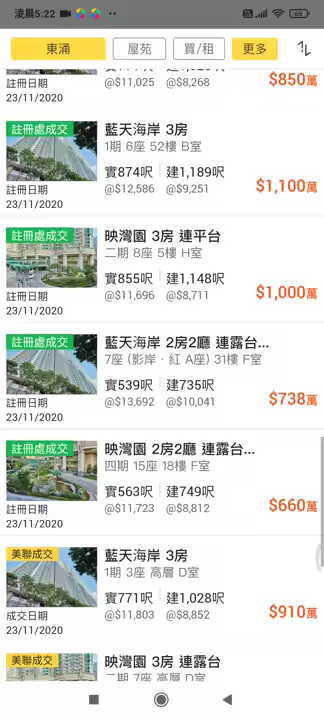 淩晨5:22
69
東涌
屋苑
買/租
更多
@$11,025
@$8,268
$850萬
註冊日期
23/11/2020
註冊處成交
藍天海岸 3房
1期 6座 52樓 B室
實874呎
建1,189呎
@$12,586
@$9,251
$1,100萬
註冊日期
23/11/2020
註冊處成交
映灣園 3房 連平台
二期 8座 5樓 H室
實855呎
建1,148呎
@$11,696
@$8,711
$1,000萬
註冊日期
23/11/2020
註冊處成交
藍天海岸 2房2廳 連露台...
7座 (影岸 · 紅 A座) 31樓 F室
實539呎
建735呎
@$13,692
@$10,041
$738萬
註冊日期
23/11/2020
註冊處成交
映灣園 2房2廳 連露台...
四期 15座 18樓 F室
實563呎
建749呎
@$11,723
@$8,812
$660萬
註冊日期
23/11/2020
美聯成交
藍天海岸 3房
1期 3座 高層 D室
實771呎
建1,028呎
@$11,803
@$8,852
$910萬
成交日期
23/11/2020
美聯成交
映灣園 3房 連露台
二期 7座 高層 D室